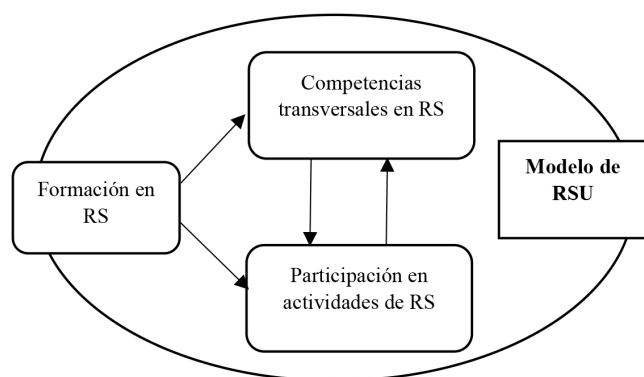 Competencias
transversales en RS
Formación en
RS
Modelo de
RSU
Participación en
actividades de RS